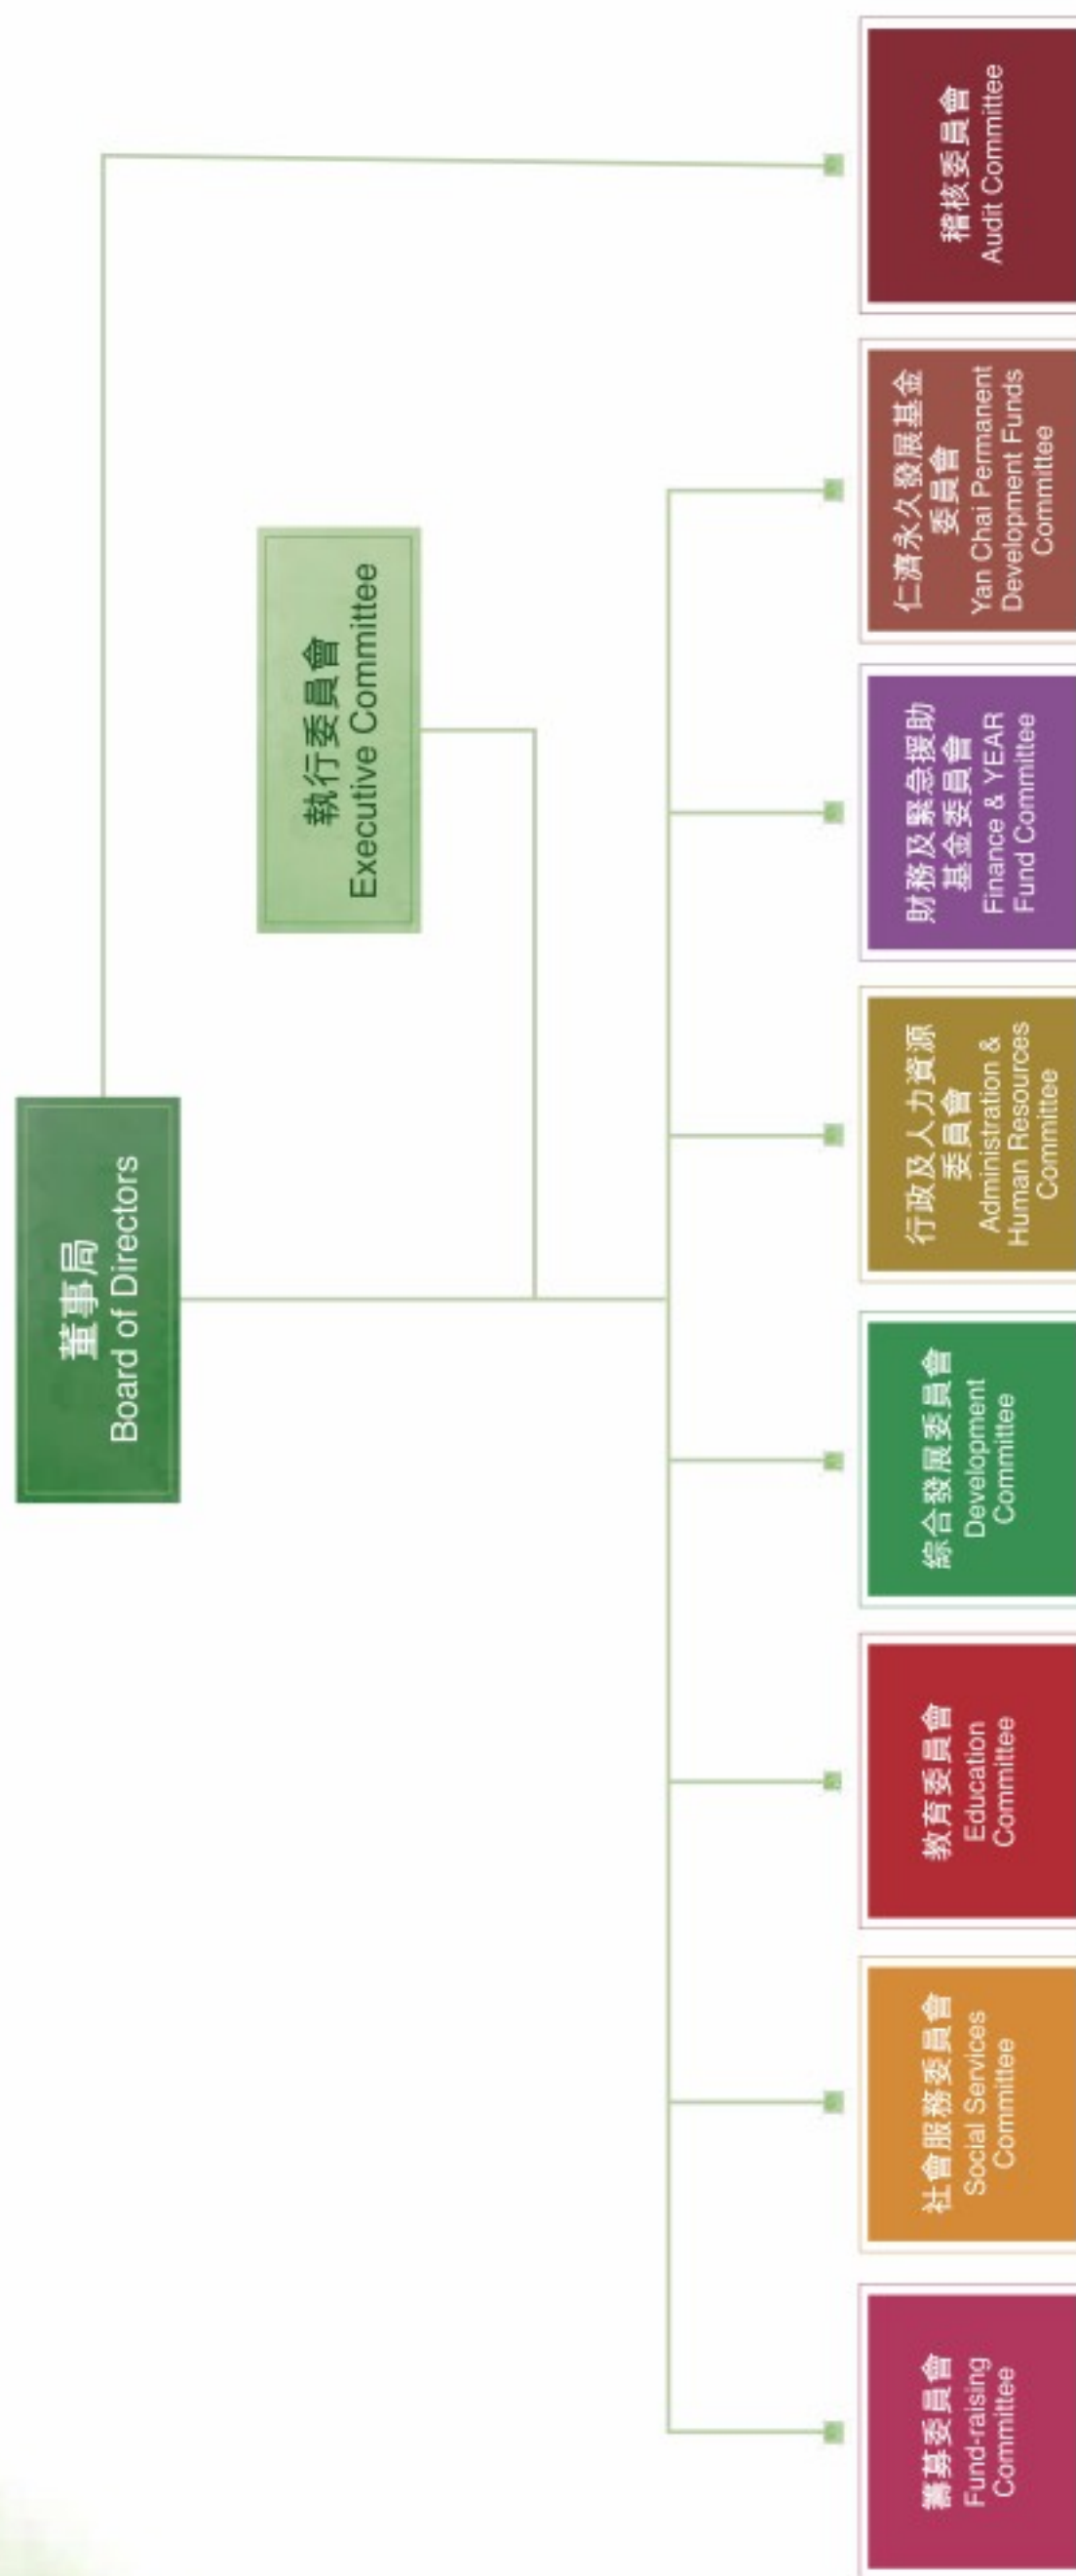 董事局
Board of Directors
執行委員會
Executive Committee
籌募委員會
Fund-raising
Committee
社會服務委員會
Social Services
Committee
教育委員會
Education
Committee
綜合發展委員會
Development
Committee
行政及人力資源
委員會
Administration &
Human Resources
Committee
財務及緊急援助
基金委員會
Finance & YEAR
Fund Committee
仁濟永久發展基金
委員會
Yan Chai Permanent
Development Funds
Committee
稽核委員會
Audit Committee